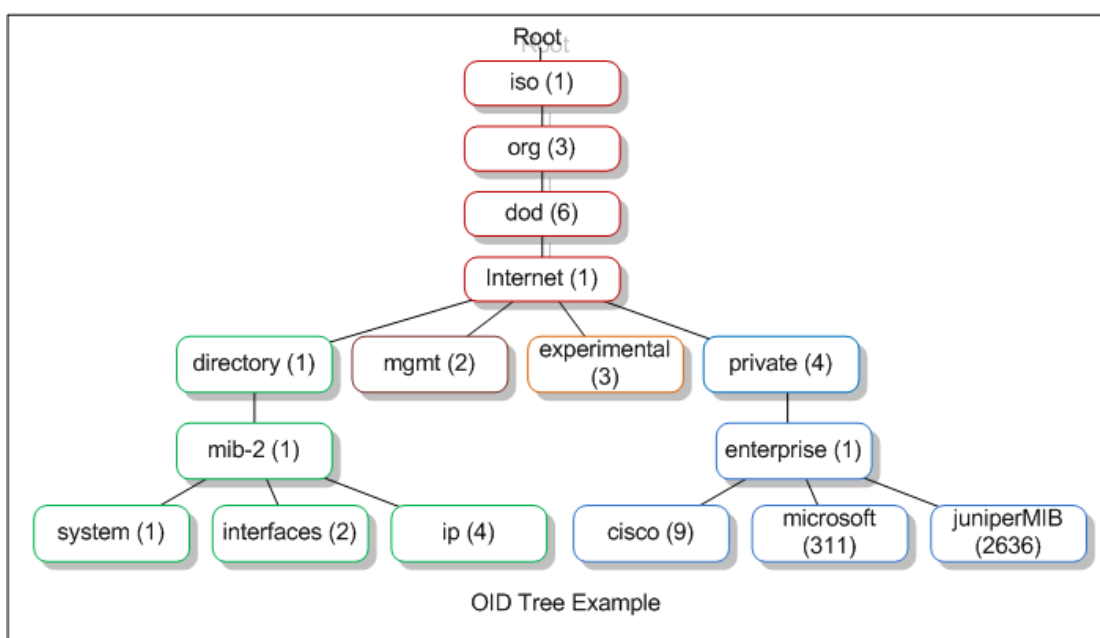 Root
iso (1)
org (3)
dod (6)
Internet (1)
directory (1)
mgmt (2)
experimental
(3)
private (4)
mib-2 (1)
enterprise (1)
system (1)
interfaces (2)
ip (4)
cisco (9)
microsoft
(311)
juniperMIB
(2636)
OID Tree Example